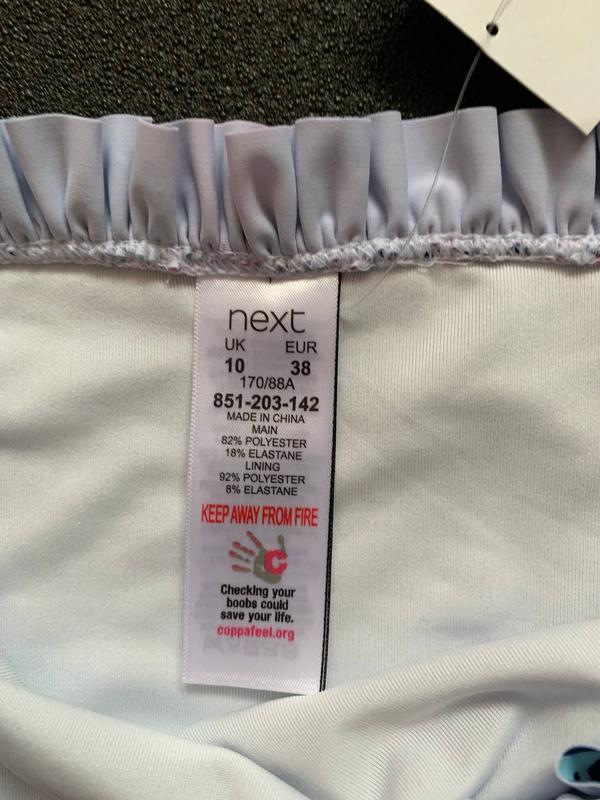 next
UK EUR
10 38
170/88A
851-203-142
MADE IN CHINA
MAIN
82% POLYESTER
18% ELASTANE
LINING
92% POLYESTER
8% ELASTANE
KEEP AWAY FROM FIRE
C
Checking your
boobs could
save your life.
coppafeel.org